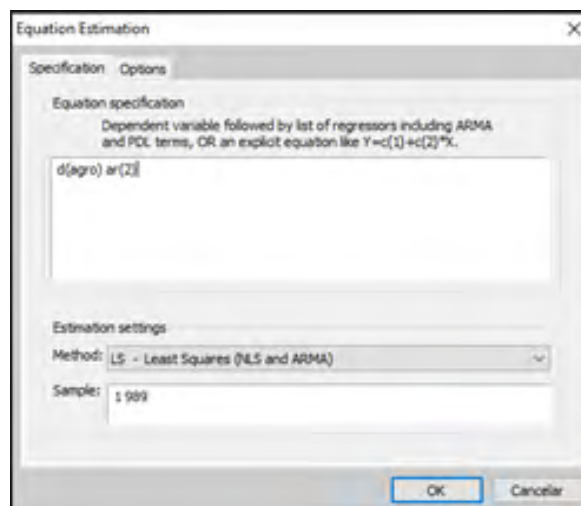 Equation Estimation
Specification Options
Equation specification
Dependent variable followed by list of regressors including ARMA
and PDL terms, OR an explicit equation like Y=c(1)+c(2)*X.
d(agro) ar(2)
Estimation settings
Method: LS - Least Squares (NLS and ARMA)
Sample: 1 989
OK Cancelar